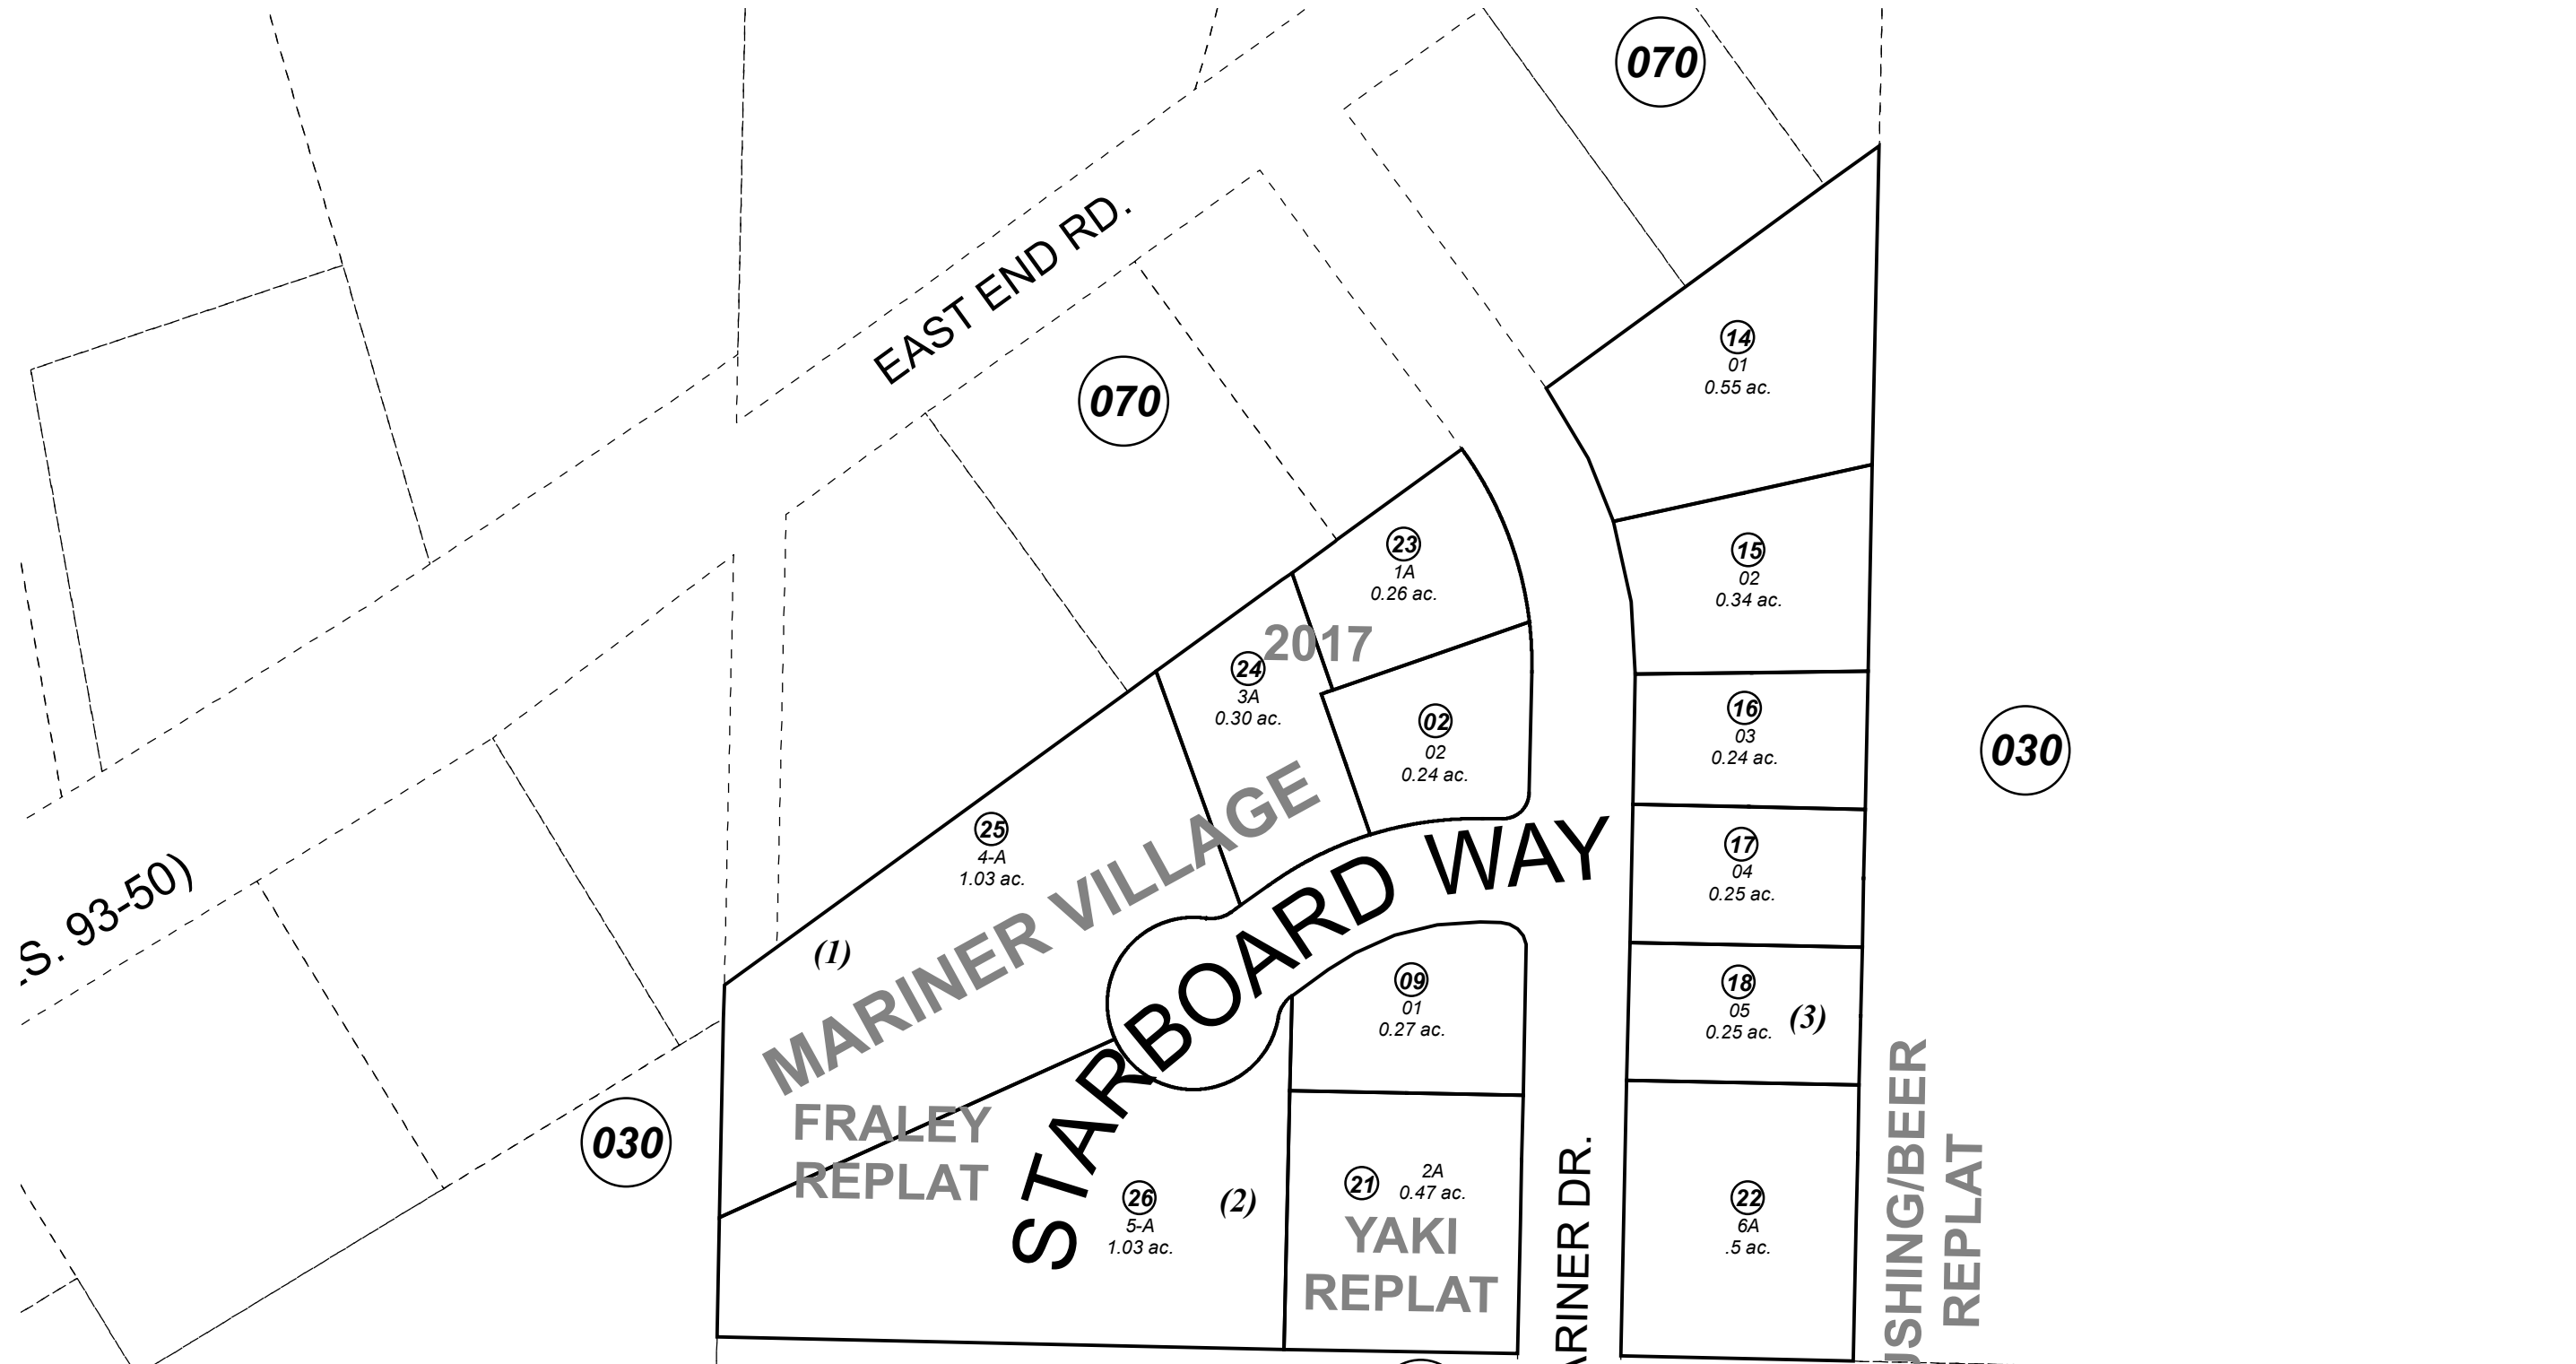 070
EAST END RD.
14
01
0.55 ac.
070
23
1A
0.26 ac.
15
02
0.34 ac.
2017
24
3A
0.30 ac.
02
02
0.24 ac.
16
03
0.24 ac.
030
25
4-A
1.03 ac.
MARINER VILLAGE
STARBOARD WAY
17
04
0.25 ac.
S. 93-50)
(1)
09
01
0.27 ac.
18
05
0.25 ac.
(3)
FRALEY
REPLAT
030
26
5-A
1.03 ac.
(2)
21
2A
0.47 ac.
YAKI
REPLAT
ARINER DR.
22
6A
.5 ac.
USHING/BEER
REPLAT